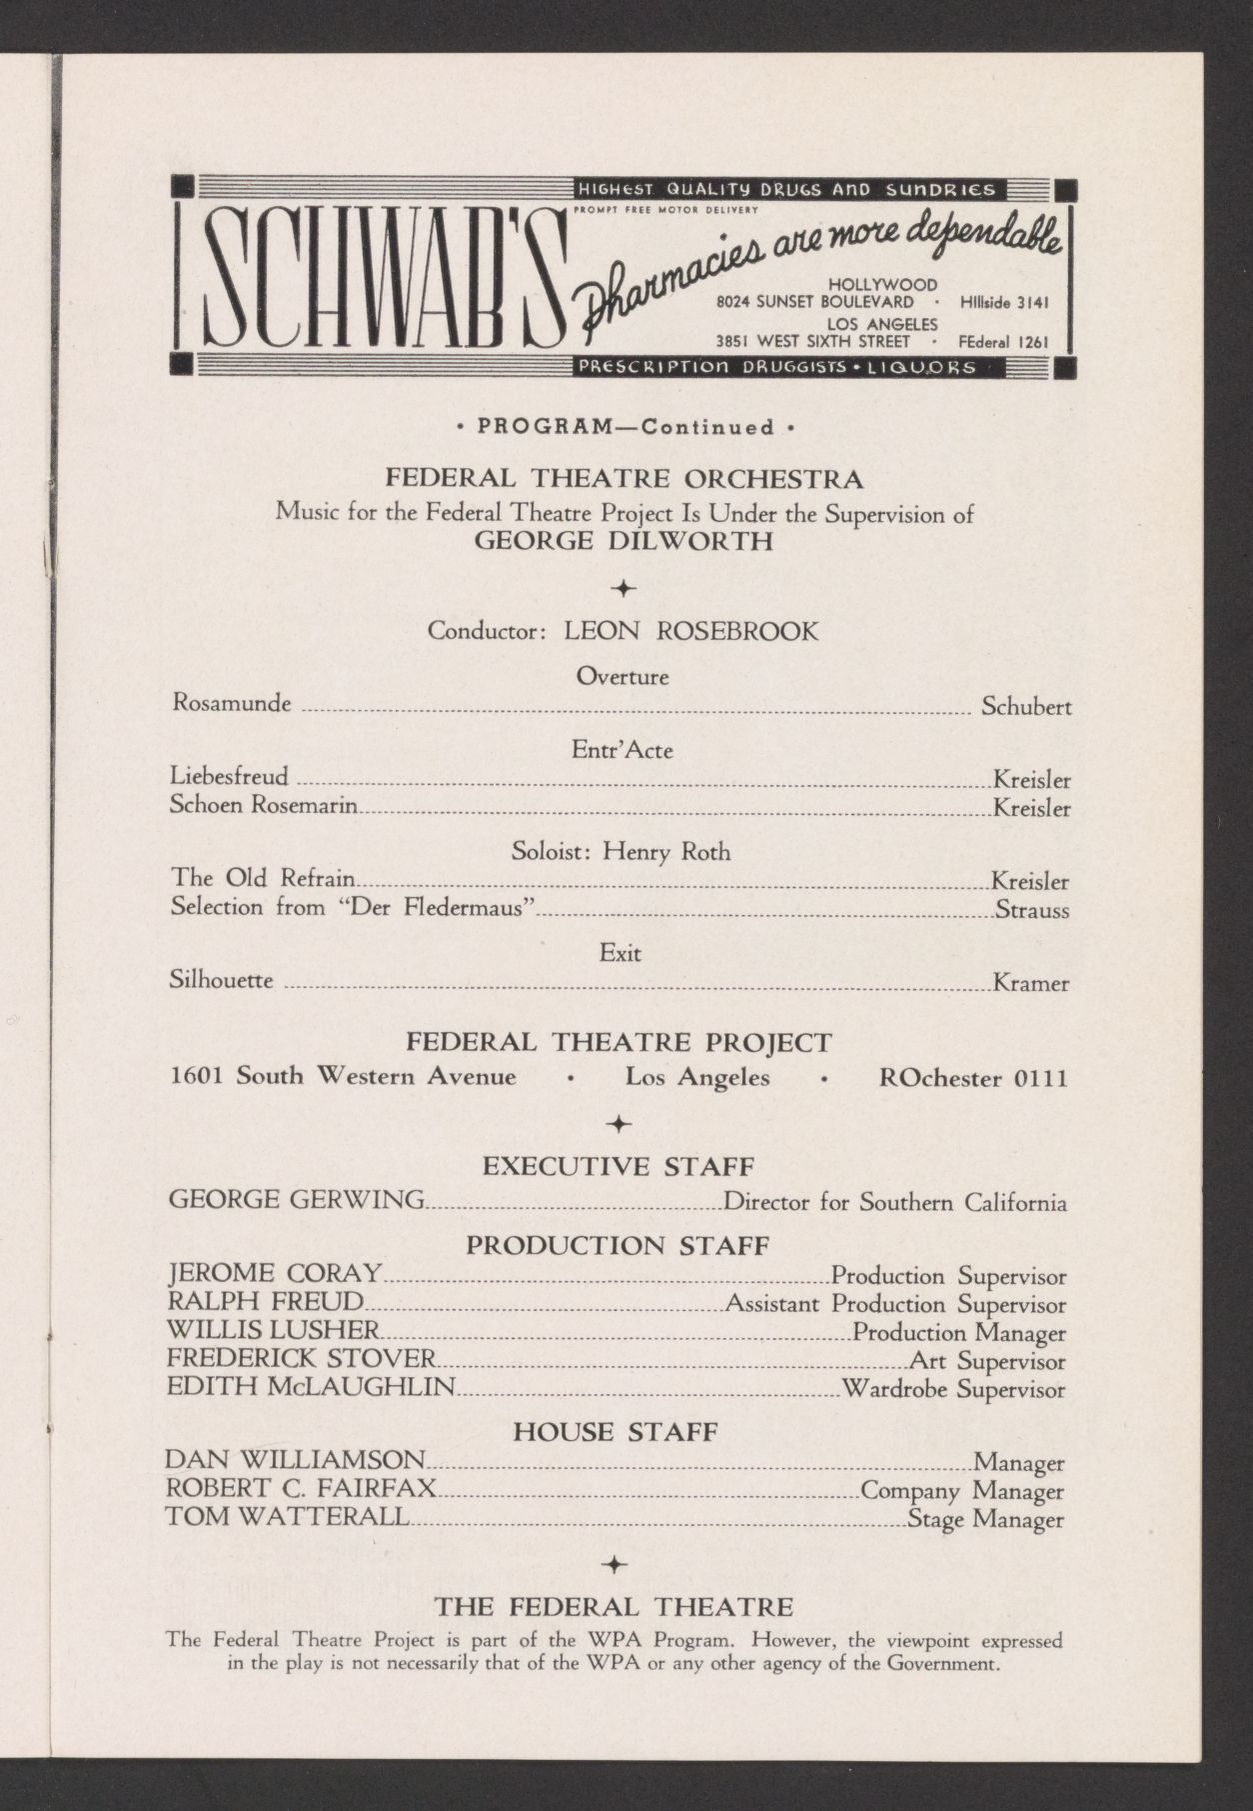 HIGHEST QUALITY DRUGS AND SUNDRIES
PROMPT FREE MOTOR DELIVERY
SCHWAB'S
Pharmacies are more dependable
HOLLYWOOD
8024 SUNSET BOULEVARD • HIllside 3141
LOS ANGELES
3851 WEST SIXTH STREET • FEderal 1261
PRESCRIPTION DRUGGISTS • LIQUORS
• PROGRAM—Continued •
FEDERAL THEATRE ORCHESTRA
Music for the Federal Theatre Project Is Under the Supervision of
GEORGE DILWORTH
Conductor: LEON ROSEBROOK
Overture
Rosamunde Schubert
Entr'Acte
Liebesfreud Kreisler
Schoen Rosemarin Kreisler
Soloist: Henry Roth
The Old Refrain Kreisler
Selection from “Der Fledermaus” Strauss
Exit
Silhouette Kramer
FEDERAL THEATRE PROJECT
1601 South Western Avenue • Los Angeles • ROchester 0111
EXECUTIVE STAFF
GEORGE GERWING Director for Southern California
PRODUCTION STAFF
JEROME CORAY Production Supervisor
RALPH FREUD Assistant Production Supervisor
WILLIS LUSHER Production Manager
FREDERICK STOVER Art Supervisor
EDITH McLAUGHLIN Wardrobe Supervisor
HOUSE STAFF
DAN WILLIAMSON Manager
ROBERT C. FAIRFAX Company Manager
TOM WATTERALL Stage Manager
THE FEDERAL THEATRE
The Federal Theatre Project is part of the WPA Program. However, the viewpoint expressed
in the play is not necessarily that of the WPA or any other agency of the Government.